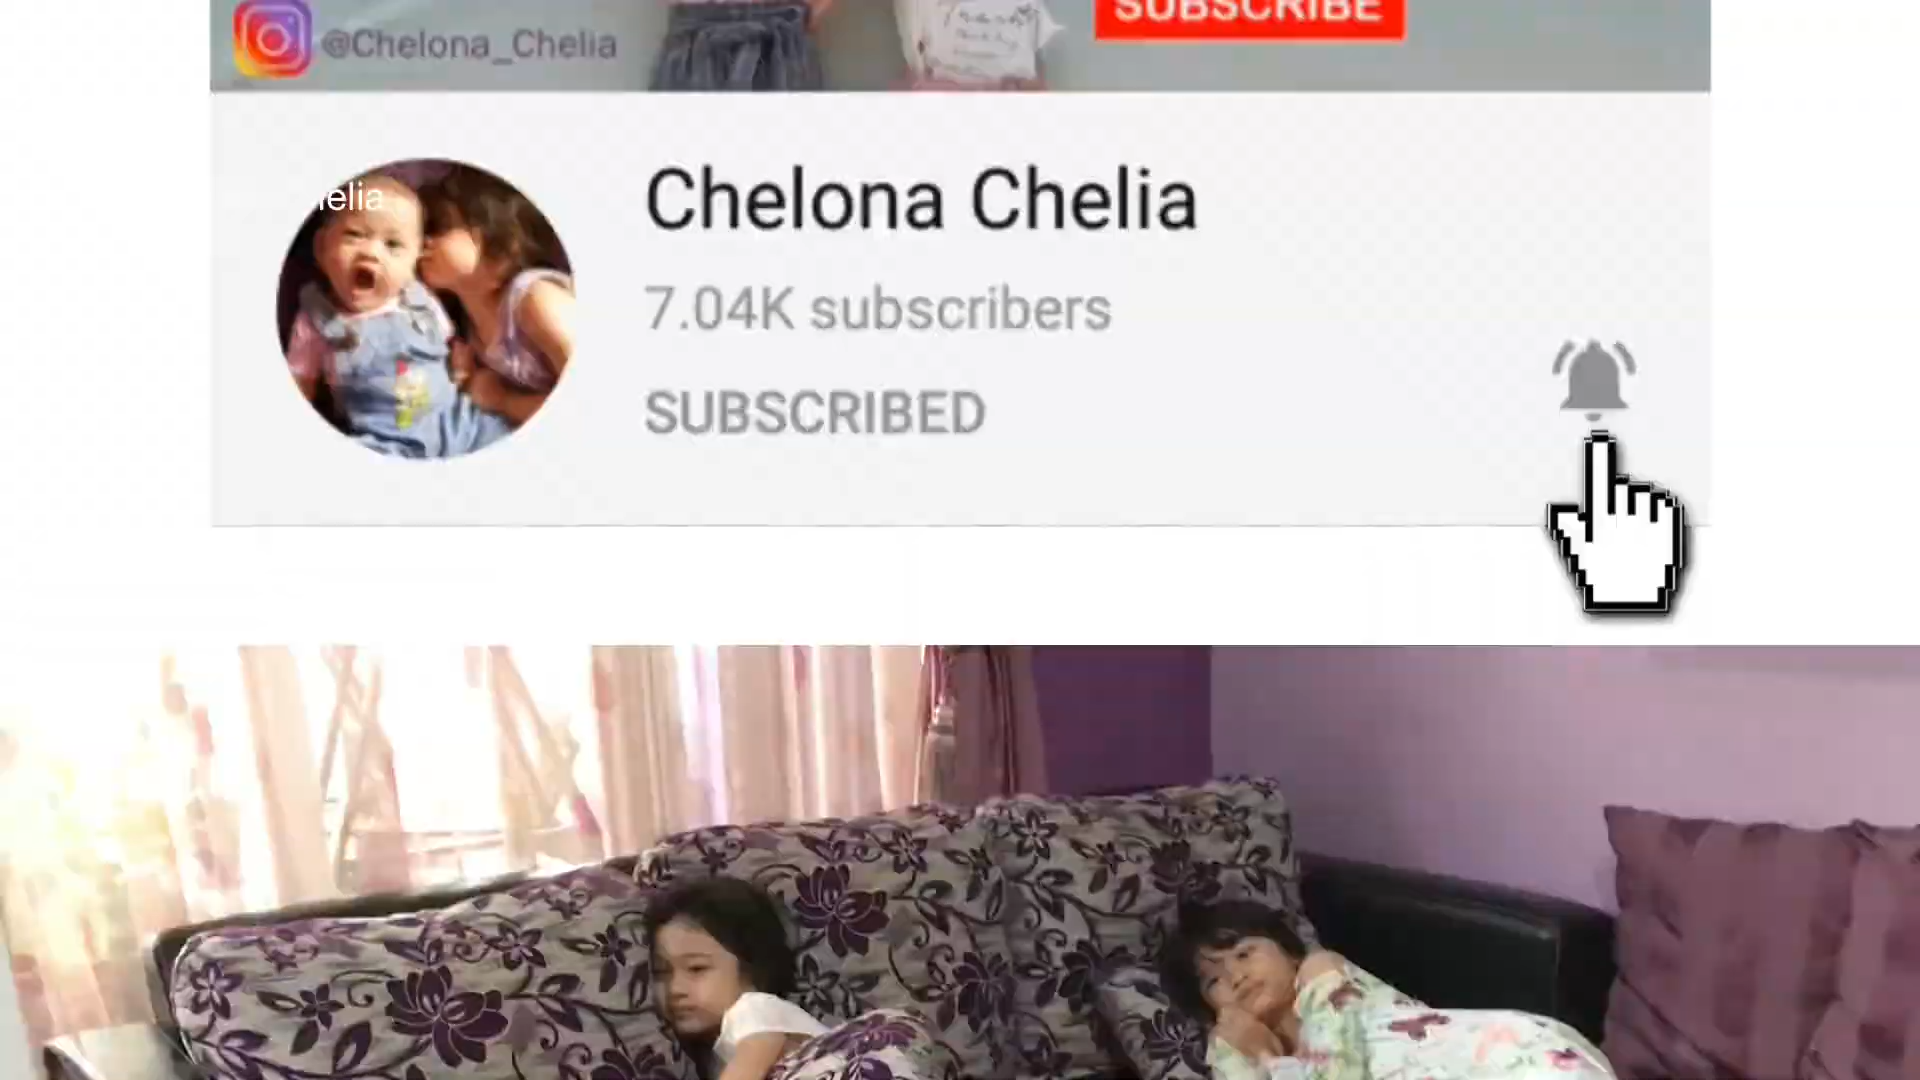 SUBSCRIBE
@Chelona_Chelia
elia
Chelona Chelia
7.04K subscribers
SUBSCRIBED